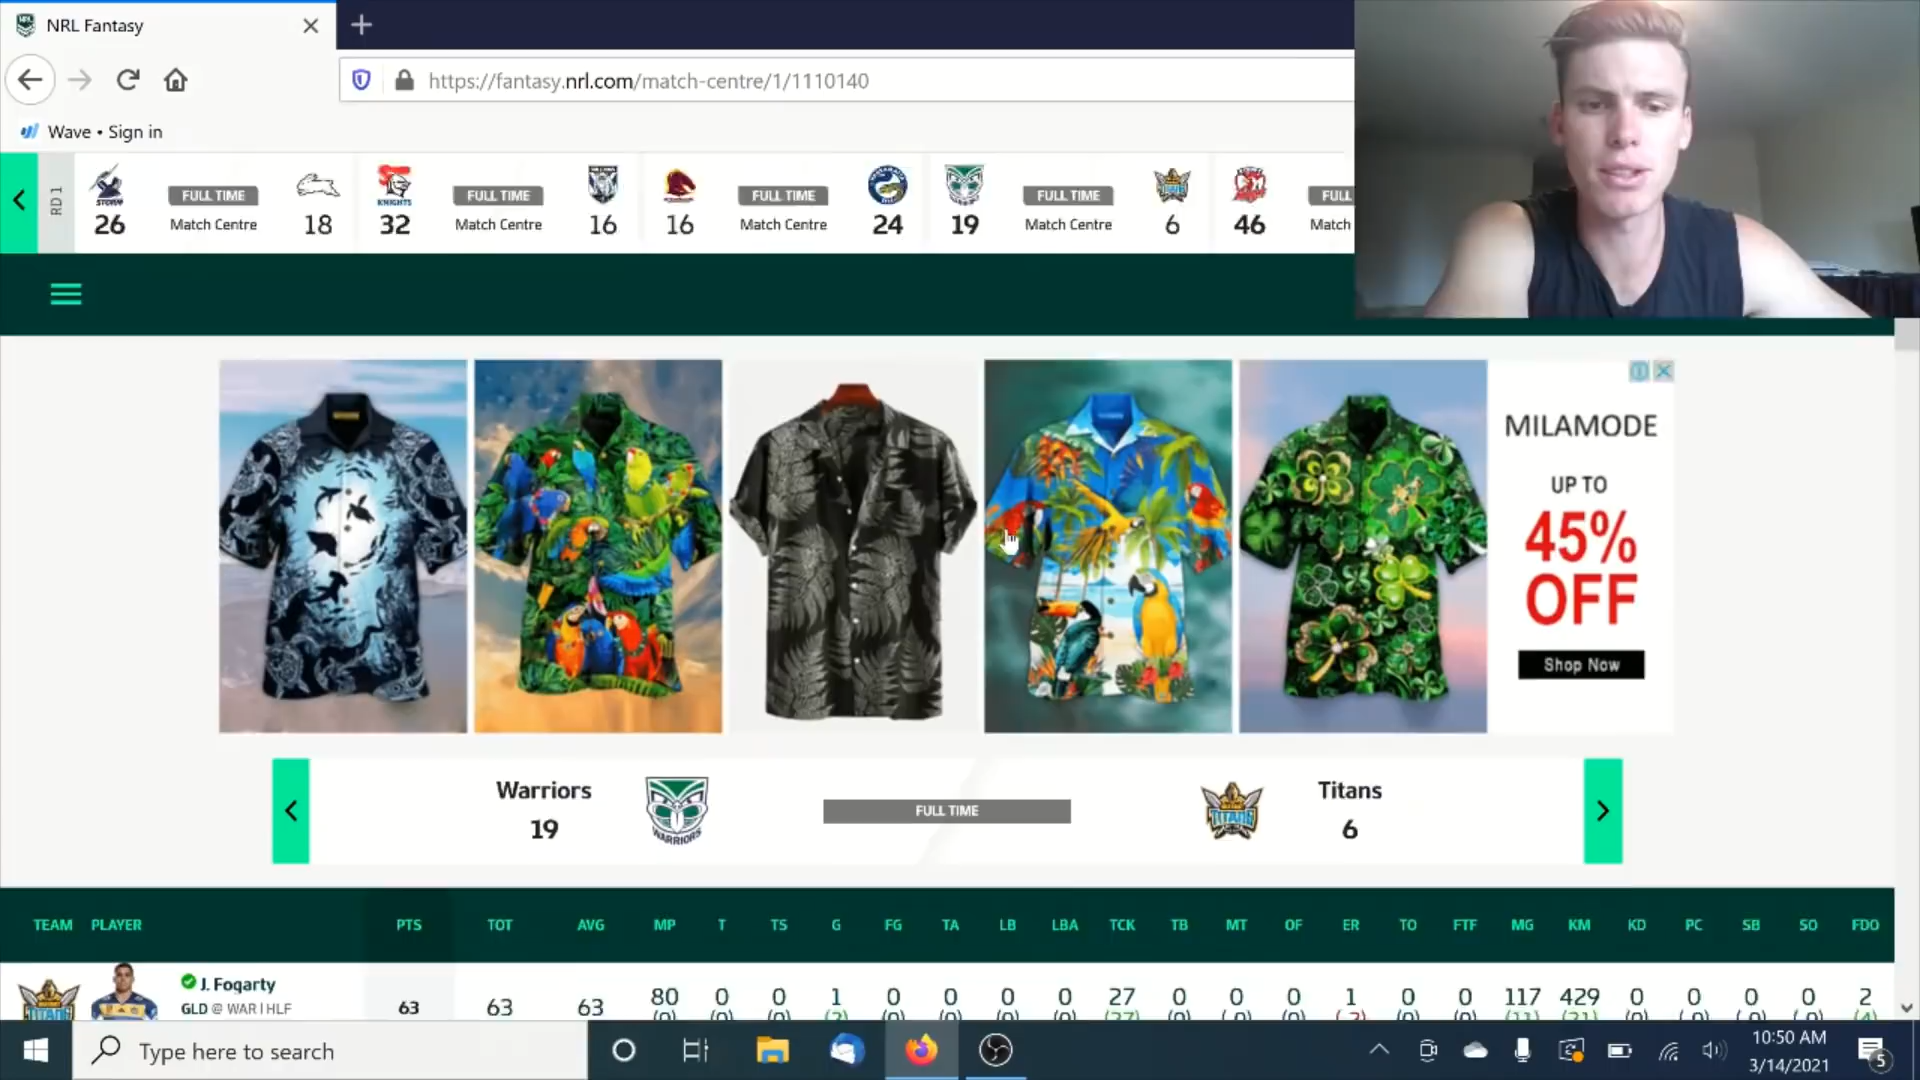 NRL Fantasy
https://fantasy.nrl.com/match-centre/1/1110140
Wave • Sign in
RD 1
STORM
26
FULL TIME
Match Centre
18
KNIGHTS
32
FULL TIME
Match Centre
16
16
FULL TIME
Match Centre
24
19
FULL TIME
Match Centre
6
46
FULL
Match
MILAMODE
UP TO
45%
OFF
Shop Now
Warriors
19
WARRIORS
FULL TIME
TITANS
Titans
6
TEAM PLAYER PTS TOT AVG MP T TS G FG TA LB LBA TCK TB MT OF ER TO FTF MG KM KD PC SB SO FDO
J. Fogarty
GLD @ WAR | HLF
63 63 63 80 0 0 1 0 0 0 0 27 0 0 0 1 0 0 117 429 0 0 0 0 2
Type here to search
10:50 AM
3/14/2021
5